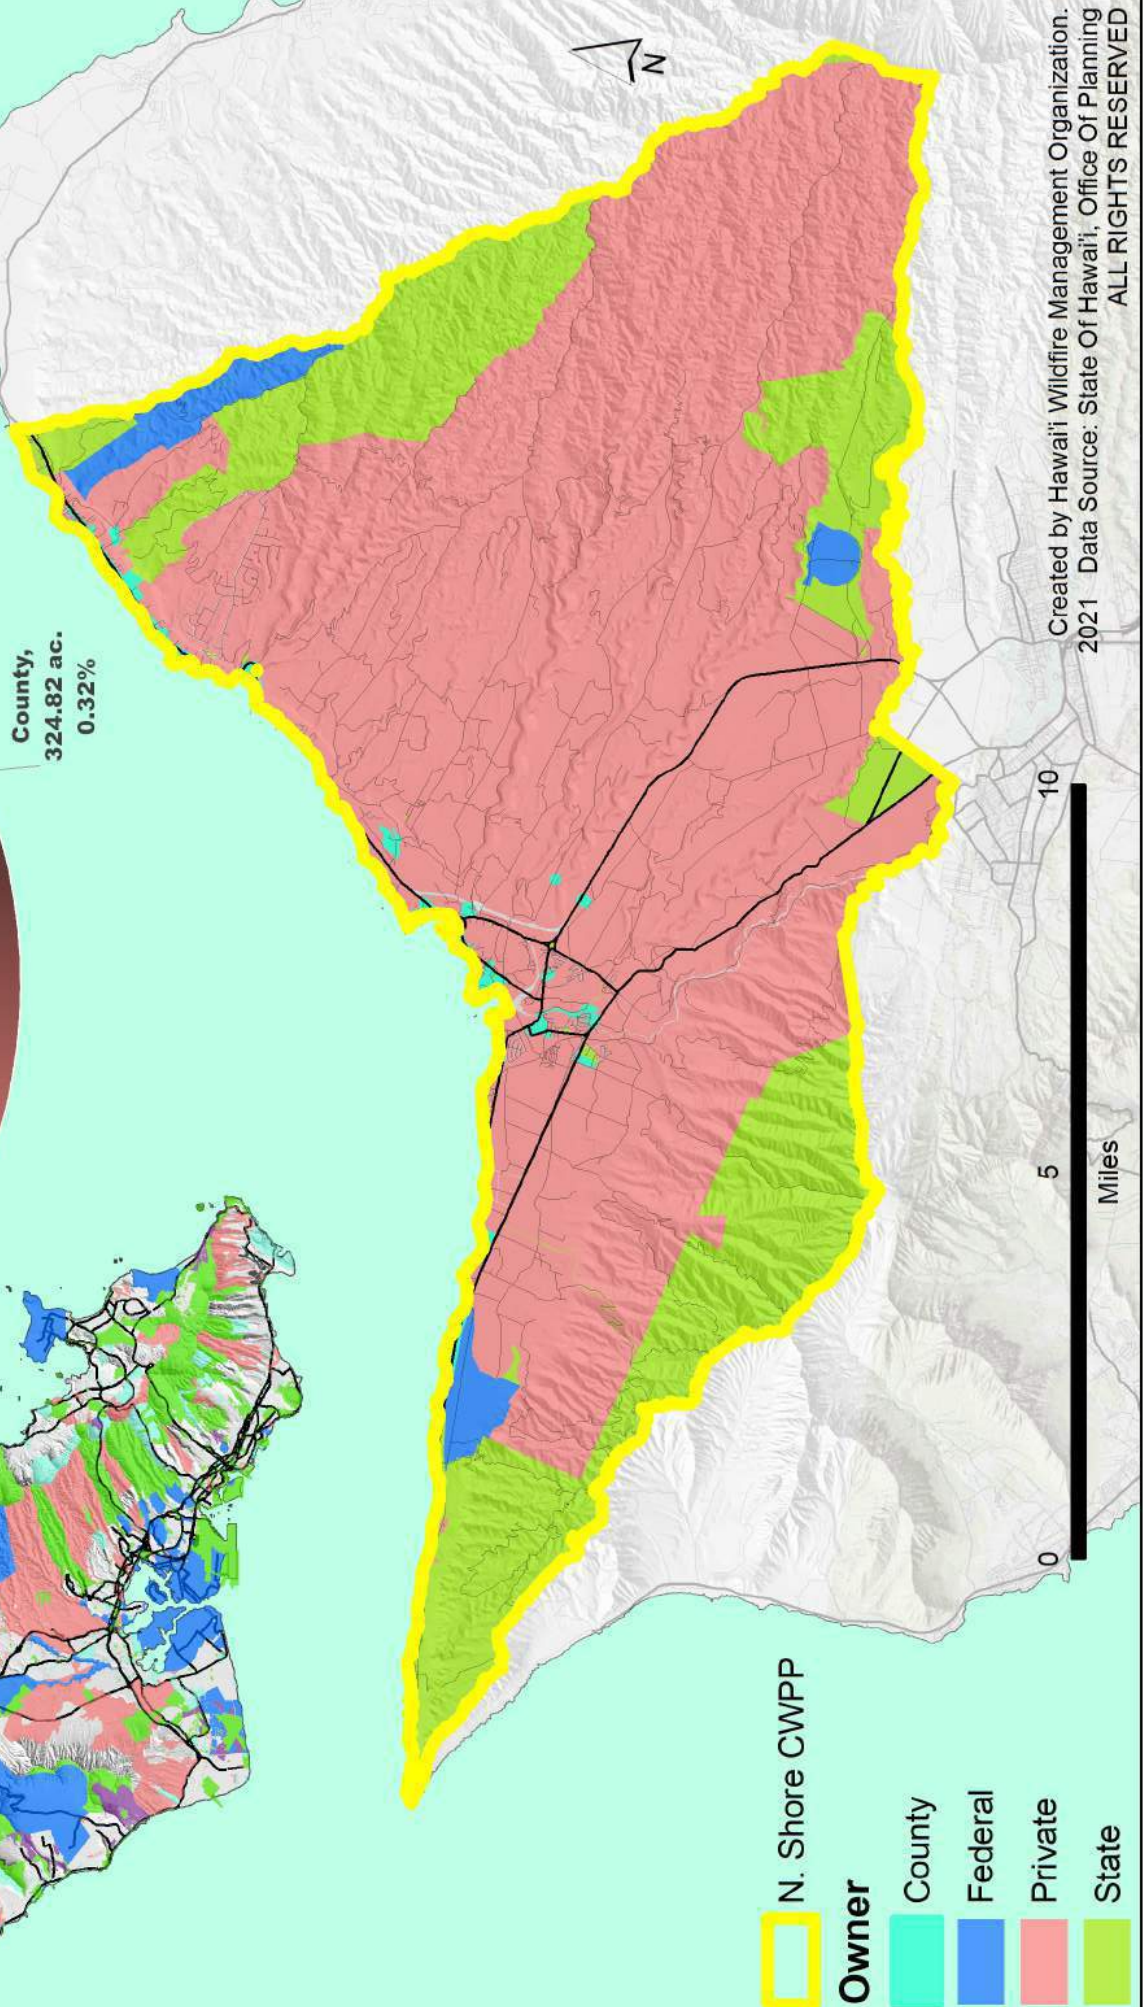 County,
324.82 ac.
0.32%
N
N. Shore CWPP
Owner
County
Federal
Private
State
0
5
10
Miles
Created by Hawai'i Wildfire Management Organization.
2021 Data Source: State Of Hawai'i, Office Of Planning
ALL RIGHTS RESERVED